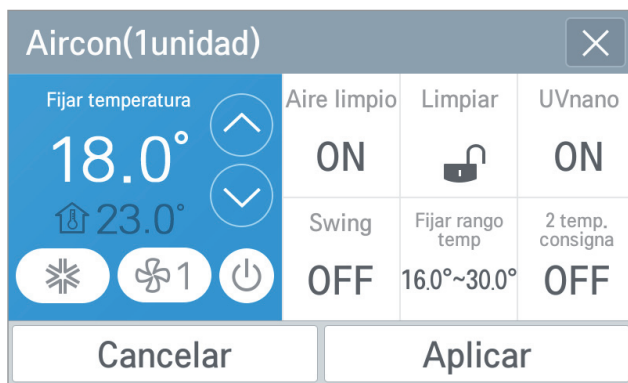 Aircon(1unidad)
Fijar temperatura
18.0°
23.0°
1
Aire limpio
ON
Limpiar
UVnano
ON
Swing
OFF
Fijar rango
temp
16.0°~30.0°
2 temp.
consigna
OFF
Cancelar
Aplicar